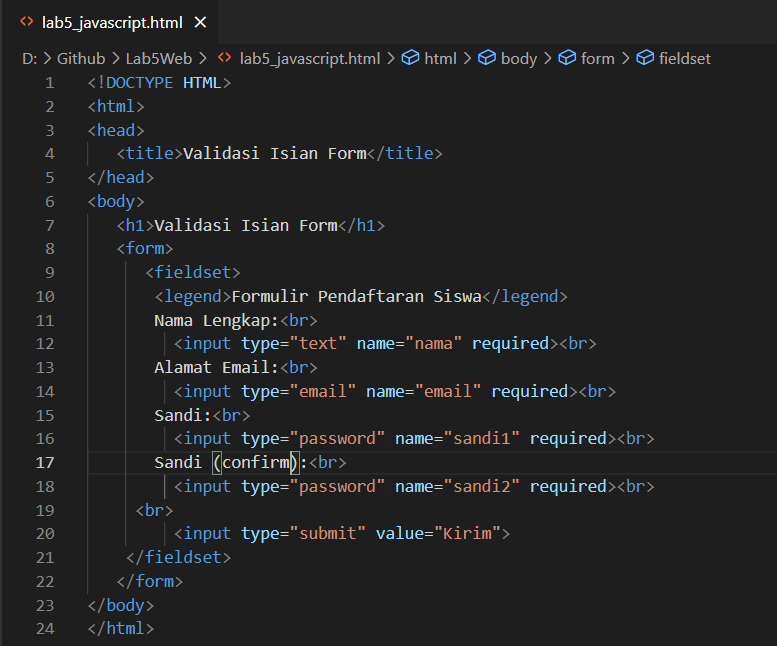 lab5_javascript.html
D: > Github > Lab5Web > lab5_javascript.html > html > body > form > fieldset
1 <!DOCTYPE HTML>
2 <html>
3 <head>
4 <title>Validasi Isian Form</title>
5 </head>
6 <body>
7 <h1>Validasi Isian Form</h1>
8 <form>
9 <fieldset>
10 <legend>Formulir Pendaftaran Siswa</legend>
11 Nama Lengkap:<br>
12 <input type="text" name="nama" required><br>
13 Alamat Email:<br>
14 <input type="email" name="email" required><br>
15 Sandi:<br>
16 <input type="password" name="sandi1" required><br>
17 Sandi (confirm):<br>
18 <input type="password" name="sandi2" required><br>
19 <br>
20 <input type="submit" value="Kirim">
21 </fieldset>
22 </form>
23 </body>
24 </html>